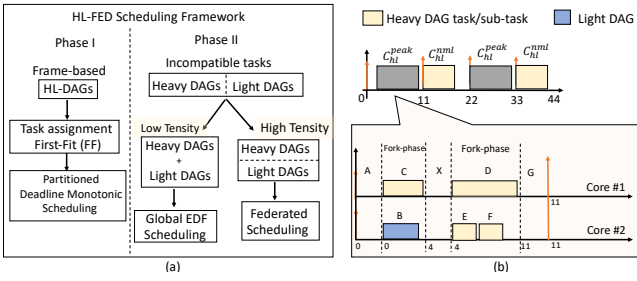 HL-FED Scheduling Framework
Phase I
Phase II
Frame-based
HL-DAGs
Task assignment
First-Fit (FF)
Partitioned
Deadline Monotonic
Scheduling
Incompatible tasks
Heavy DAGs Light DAGs
Low Tensity
High Tensity
Heavy DAGs
+
Light DAGs
Heavy DAGs
Light DAGs
Global EDF
Scheduling
Federated
Scheduling
(a)
Heavy DAG task/sub-task
Light DAG
C_{hl}^{peak} C_{hl}^{nml} C_{hl}^{peak} C_{hl}^{nml}
0 11 22 33 44
Fork-phase Fork-phase
A C X D G
Core #1
11
B E F
Core #2
0 0 4 4 11 11
(b)